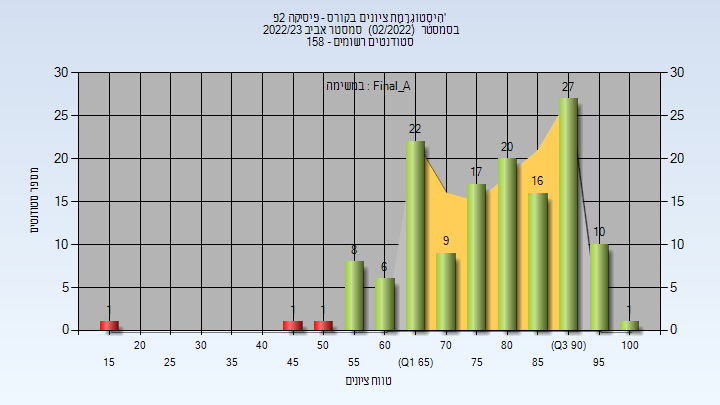 היסטוגרמת ציונים בקורס - פיסיקה 2פ'
בסמסטר (02/2022) סמסטר אביב 2022/23
סטודנטים רשומים - 158
במשימה : Final_A
מספר סטודנטים
30 30
25 25
20 20
15 15
10 10
5 5
0 0
1 1 1 8 6 22 9 17 20 16 27 10 1
20 30 40 50 60 70 80 (Q3 90) 100
15 25 35 45 55 (Q1 65) 75 85 95
טווח ציונים